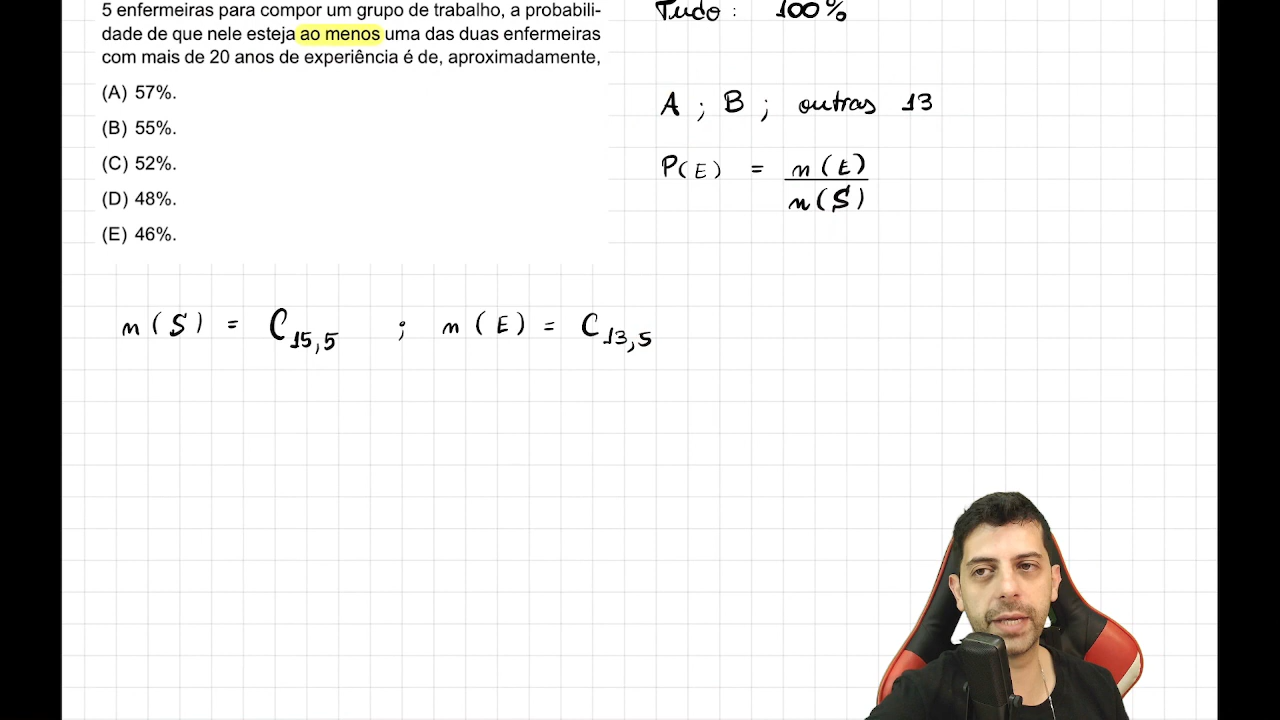 5 enfermeiras para compor um grupo de trabalho, a probabili-
dade de que nele esteja ao menos uma das duas enfermeiras
com mais de 20 anos de experiência é de, aproximadamente,
(A) 57%.
(B) 55%.
(C) 52%.
(D) 48%.
(E) 46%.
Tudo: 100%
A ; B ; outras 13
P(E) = n(E)
n(S)
n(S) = C15,5 ; n(E) = C13,5